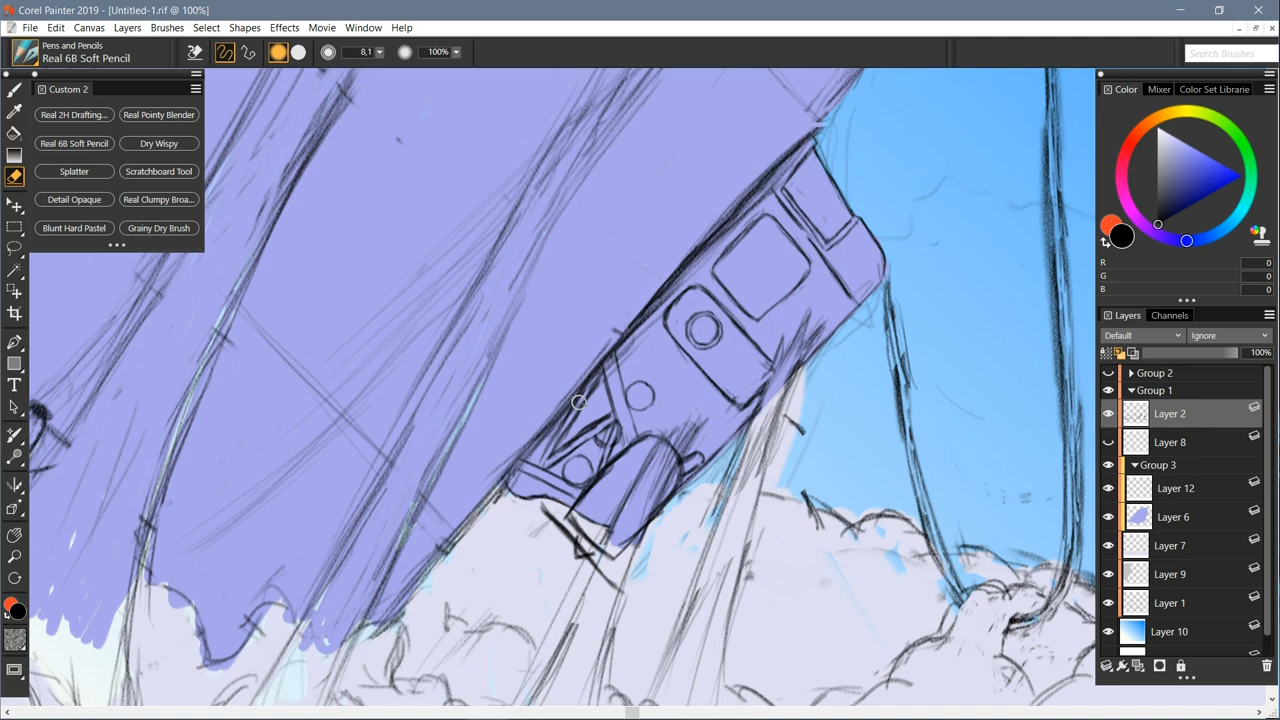 Corel Painter 2019 - [Untitled-1.rif @ 100%]
File Edit Canvas Layers Brushes Select Shapes Effects Movie Window Help
Pens and Pencils
Real 6B Soft Pencil
8,1
100%
Search Brushes
Custom 2
Real 2H Drafting... Real Pointy Blender
Real 6B Soft Pencil Dry Wispy
Splatter Scratchboard Tool
Detail Opaque Real Clumpy Broa...
Blunt Hard Pastel Grainy Dry Brush
Color Mixer Color Set Librarie
R 0
G 0
B 0
Layers Channels
Default Ignore
100%
Group 2
Group 1
Layer 2
Layer 8
Group 3
Layer 12
Layer 6
Layer 7
Layer 9
Layer 1
Layer 10